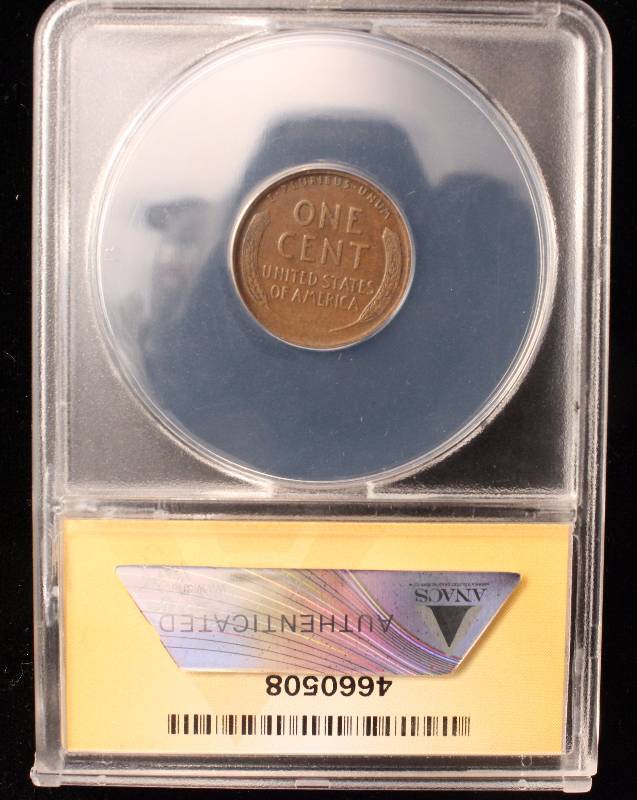 E·PLURIBUS·UNUM
ONE
CENT
UNITED STATES
OF AMERICA
ANACS
AUTHENTICATED
4660508